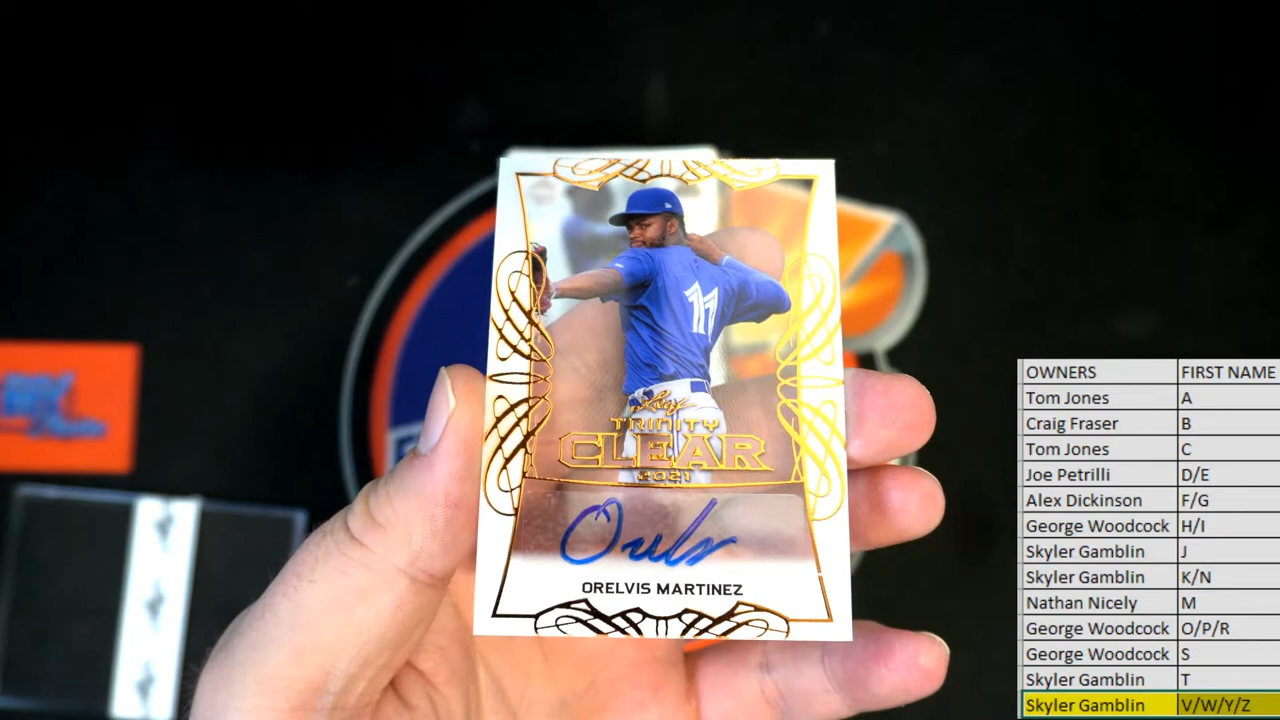 11
Leaf
TRINITY
CLEAR
2021
ORELVIS MARTINEZ
OWNERS FIRST NAME
Tom Jones A
Craig Fraser B
Tom Jones C
Joe Petrilli D/E
Alex Dickinson F/G
George Woodcock H/I
Skyler Gamblin J
Skyler Gamblin K/N
Nathan Nicely M
George Woodcock O/P/R
George Woodcock S
Skyler Gamblin T
Skyler Gamblin V/W/Y/Z